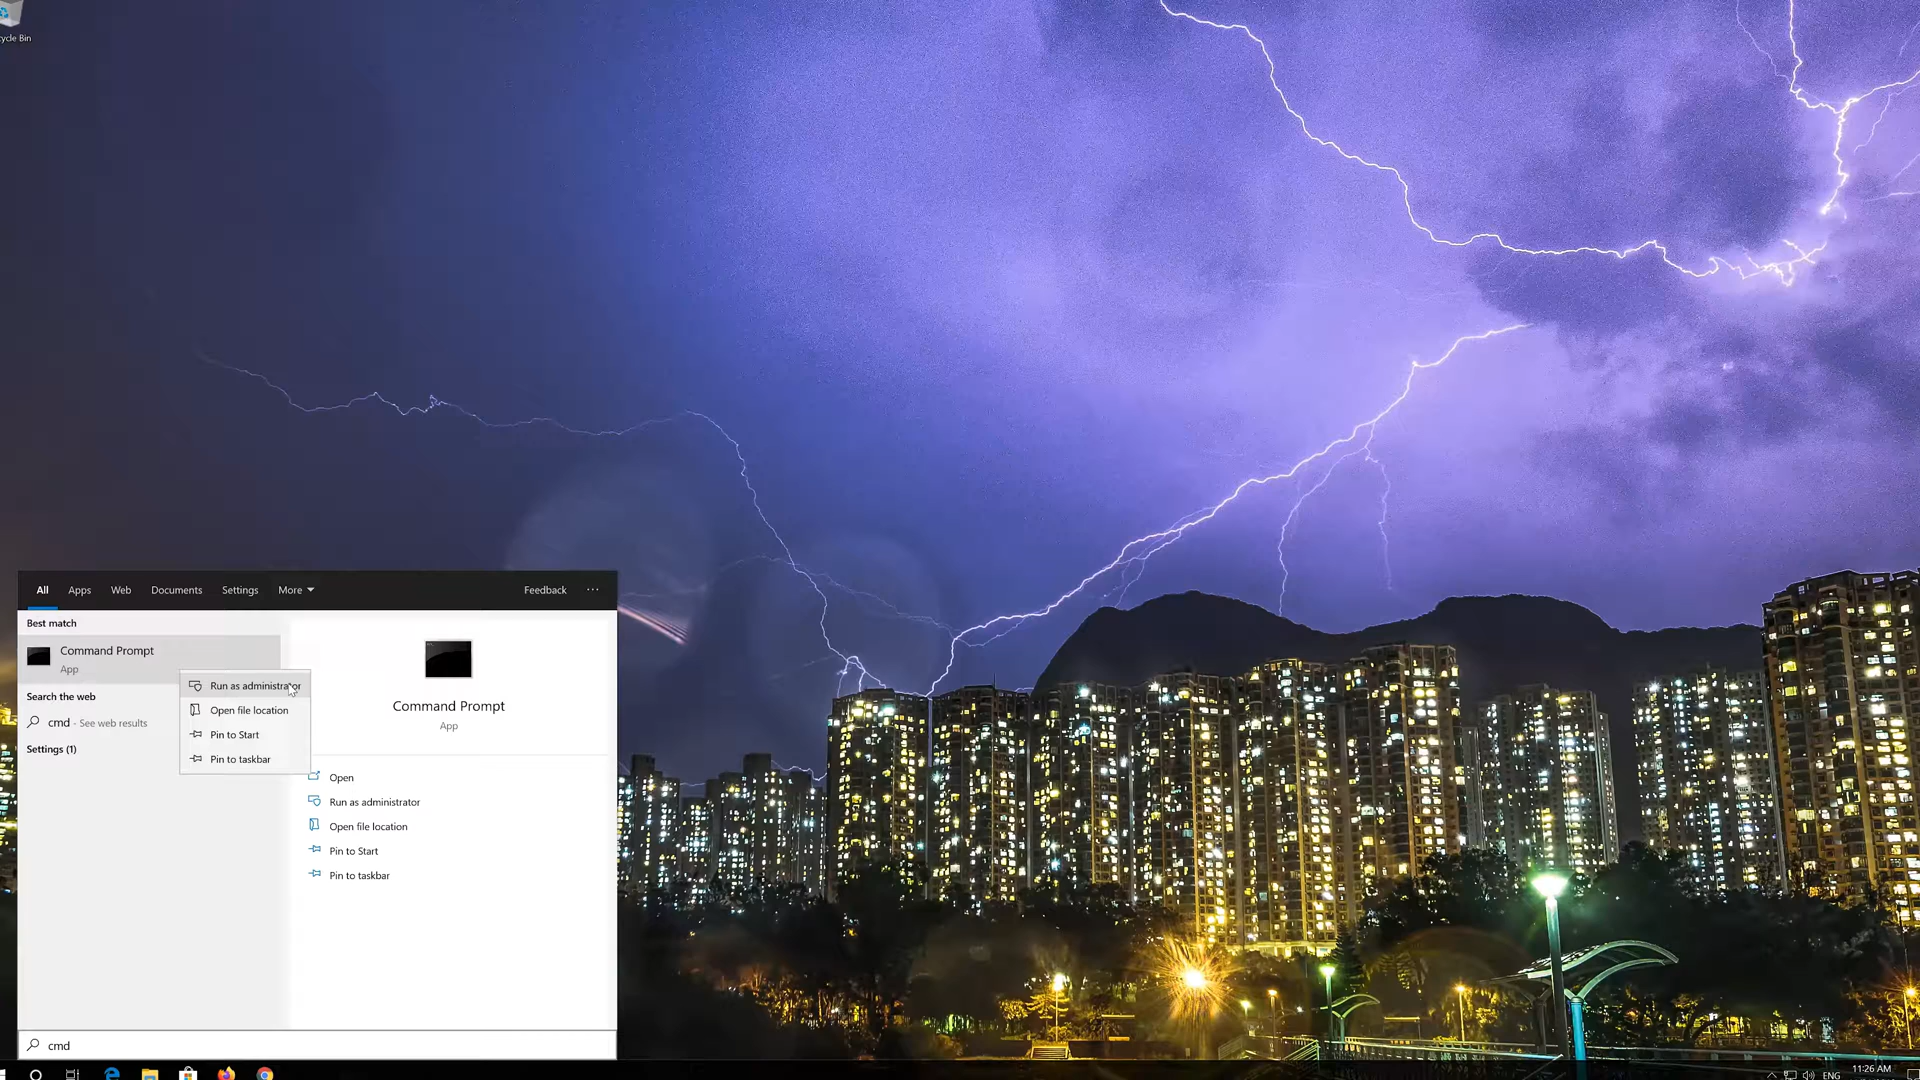 cycle Bin
All
Apps
Web
Documents
Settings
More
Feedback
Best match
Command Prompt
App
Run as administrator
Open file location
Pin to Start
Pin to taskbar
Search the web
cmd - See web results
Settings (1)
Command Prompt
App
Open
Run as administrator
Open file location
Pin to Start
Pin to taskbar
cmd
ENG
11:26 AM